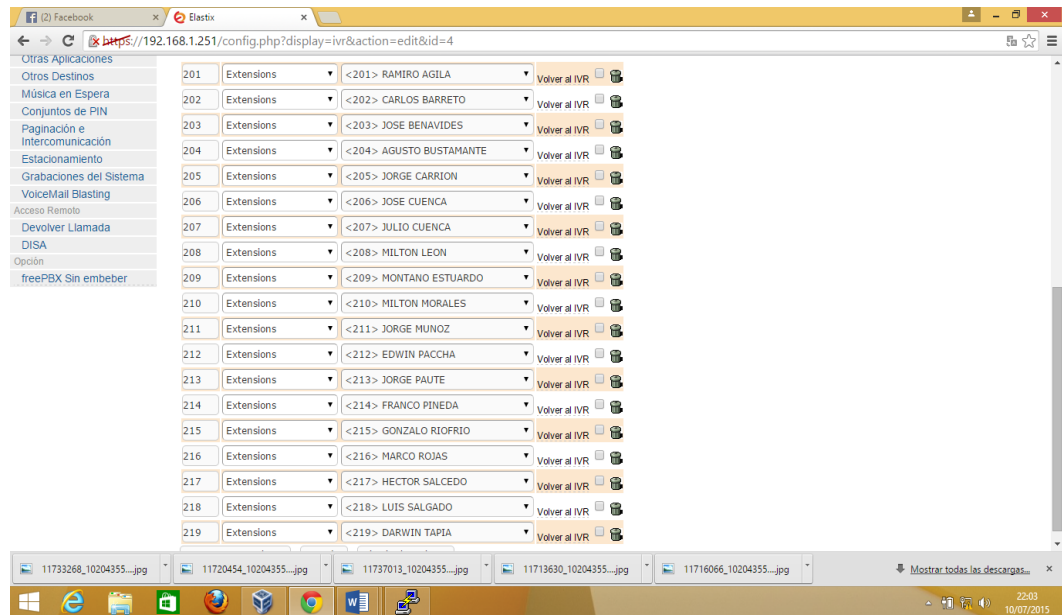 (2) Facebook
Elastix
https://192.168.1.251/config.php?display=ivr&action=edit&id=4
Otras Aplicaciones
Otros Destinos
Música en Espera
Conjuntos de PIN
Paginación e
Intercomunicación
Estacionamiento
Grabaciones del Sistema
VoiceMail Blasting
Acceso Remoto
Devolver Llamada
DISA
Opción
freePBX Sin embeber
201 Extensions <201> RAMIRO AGILA Volver al IVR
202 Extensions <202> CARLOS BARRETO Volver al IVR
203 Extensions <203> JOSE BENAVIDES Volver al IVR
204 Extensions <204> AGUSTO BUSTAMANTE Volver al IVR
205 Extensions <205> JORGE CARRION Volver al IVR
206 Extensions <206> JOSE CUENCA Volver al IVR
207 Extensions <207> JULIO CUENCA Volver al IVR
208 Extensions <208> MILTON LEON Volver al IVR
209 Extensions <209> MONTANO ESTUARDO Volver al IVR
210 Extensions <210> MILTON MORALES Volver al IVR
211 Extensions <211> JORGE MUNOZ Volver al IVR
212 Extensions <212> EDWIN PACCHA Volver al IVR
213 Extensions <213> JORGE PAUTE Volver al IVR
214 Extensions <214> FRANCO PINEDA Volver al IVR
215 Extensions <215> GONZALO RIOFRIO Volver al IVR
216 Extensions <216> MARCO ROJAS Volver al IVR
217 Extensions <217> HECTOR SALCEDO Volver al IVR
218 Extensions <218> LUIS SALGADO Volver al IVR
219 Extensions <219> DARWIN TAPIA Volver al IVR
11733268_10204355....jpg
11720454_10204355....jpg
11737013_10204355....jpg
11713630_10204355....jpg
11716066_10204355....jpg
Mostrar todas las descargas...
22:03
10/07/2015